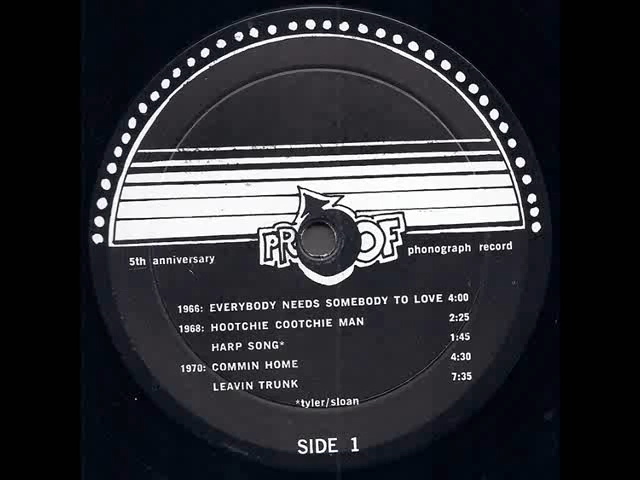 PROOF
5th anniversary
phonograph record
1966: EVERYBODY NEEDS SOMEBODY TO LOVE 4:00
1968: HOOTCHIE COOTCHIE MAN 2:25
HARP SONG* 1:45
1970: COMMIN HOME 4:30
LEAVIN TRUNK 7:35
*tyler/sloan
SIDE 1